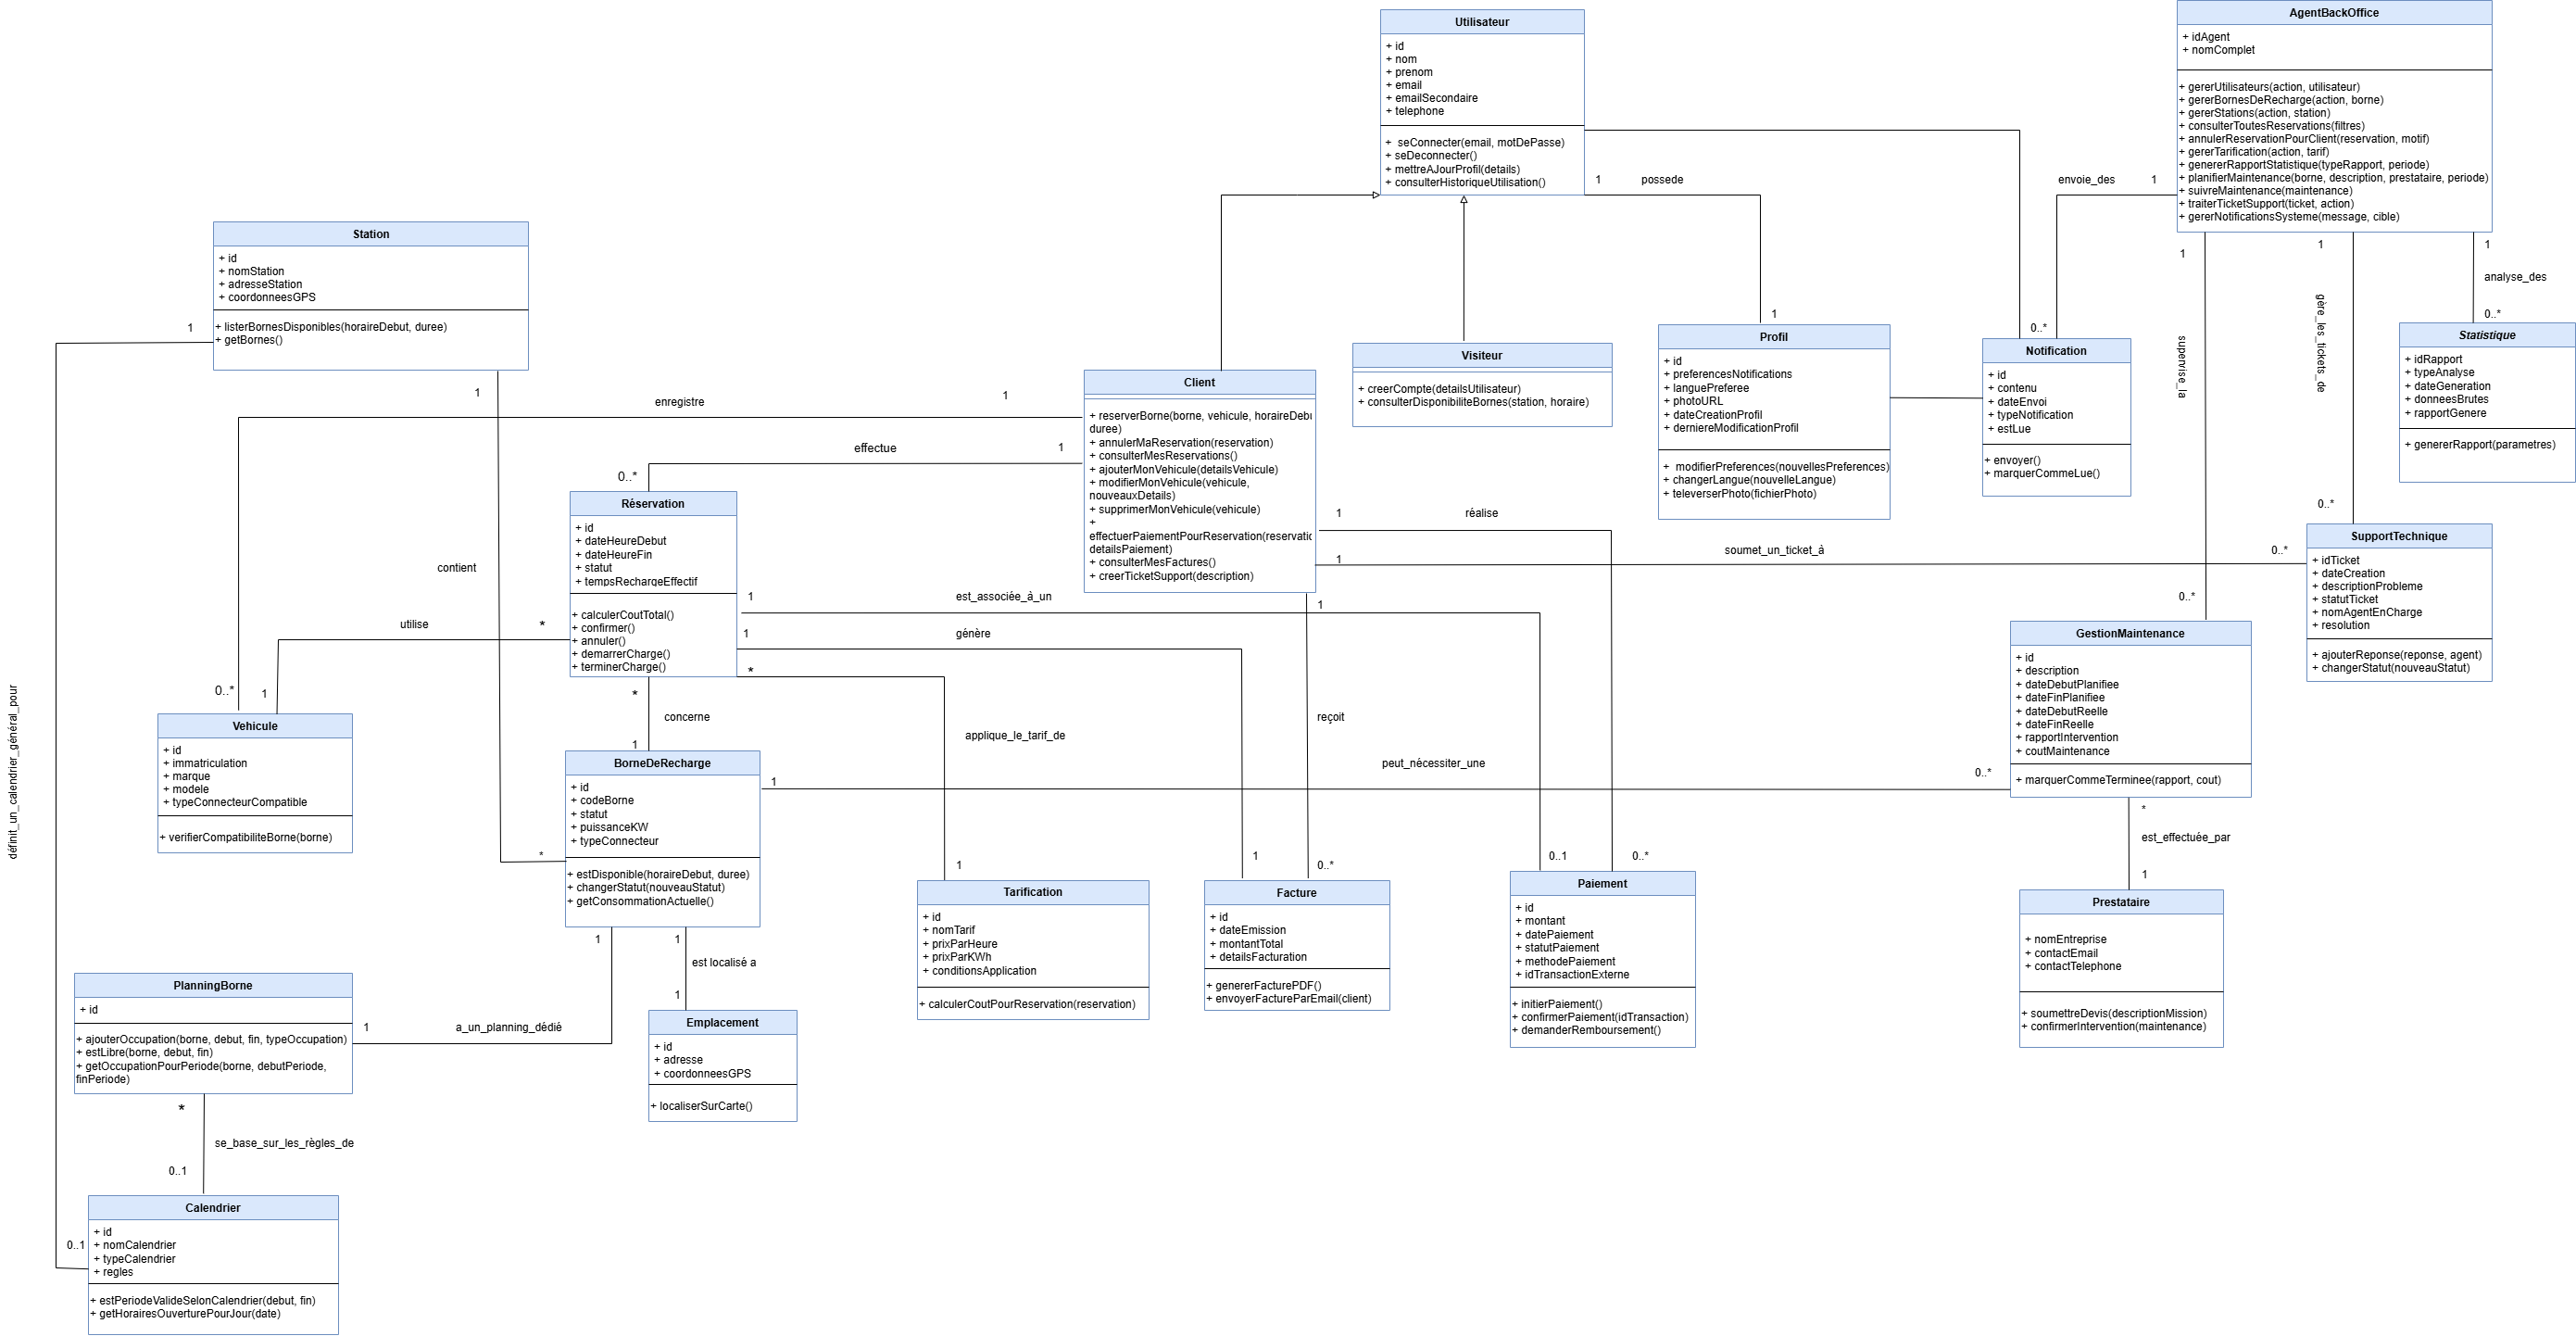 Utilisateur
+ id
+ nom
+ prenom
+ email
+ emailSecondaire
+ telephone
+ seConnecter(email, motDePasse)
+ seDeconnecter()
+ mettreAJourProfil(details)
+ consulterHistoriqueUtilisation()
AgentBackOffice
+ idAgent
+ nomComplet
+ gererUtilisateurs(action, utilisateur)
+ gererBornesDeRecharge(action, borne)
+ gererStations(action, station)
+ consulterToutesReservations(filtres)
+ annulerReservationPourClient(reservation, motif)
+ gererTarification(action, tarif)
+ genererRapportStatistique(typeRapport, periode)
+ planifierMaintenance(borne, description, prestataire, periode)
+ suivreMaintenance(maintenance)
+ traiterTicketSupport(ticket, action)
+ gererNotificationsSysteme(message, cible)
1
possede
1
envoie_des
1
0..*
1
supervise_la
0..*
1
gère_les_tickets_de
0..*
1
analyse_des
0..*
Station
+ id
+ nomStation
+ adresseStation
+ coordonneesGPS
+ listerBornesDisponibles(horaireDebut, duree)
+ getBornes()
1
définit_un_calendrier_général_pour
0..1
1
contient
*
Visiteur
+ creerCompte(detailsUtilisateur)
+ consulterDisponibiliteBornes(station, horaire)
Profil
+ id
+ preferencesNotifications
+ languePreferee
+ photoURL
+ dateCreationProfil
+ derniereModificationProfil
+ modifierPreferences(nouvellesPreferences)
+ changerLangue(nouvelleLangue)
+ televerserPhoto(fichierPhoto)
Notification
+ id
+ contenu
+ dateEnvoi
+ typeNotification
+ estLue
+ envoyer()
+ marquerCommeLue()
Statistique
+ idRapport
+ typeAnalyse
+ dateGeneration
+ donneesBrutes
+ rapportGenere
+ genererRapport(parametres)
Client
+ reserverBorne(borne, vehicule, horaireDebu
duree)
+ annulerMaReservation(reservation)
+ consulterMesReservations()
+ ajouterMonVehicule(detailsVehicule)
+ modifierMonVehicule(vehicule,
nouveauxDetails)
+ supprimerMonVehicule(vehicule)
+
effectuerPaiementPourReservation(reservatic
detailsPaiement)
+ consulterMesFactures()
+ creerTicketSupport(description)
enregistre
1
0..*
effectue
1
0..*
1
réalise
0..*
1
soumet_un_ticket_à
0..*
1
reçoit
0..*
Réservation
+ id
+ dateHeureDebut
+ dateHeureFin
+ statut
+ tempsRechargeEffectif
+ calculerCoutTotal()
+ confirmer()
+ annuler()
+ demarrerCharge()
+ terminerCharge()
1
est_associée_à_un
0..1
1
génère
1
*
applique_le_tarif_de
1
utilise
*
1
*
concerne
1
SupportTechnique
+ idTicket
+ dateCreation
+ descriptionProbleme
+ statutTicket
+ nomAgentEnCharge
+ resolution
+ ajouterReponse(reponse, agent)
+ changerStatut(nouveauStatut)
GestionMaintenance
+ id
+ description
+ dateDebutPlanifiee
+ dateFinPlanifiee
+ dateDebutReelle
+ dateFinReelle
+ rapportIntervention
+ coutMaintenance
+ marquerCommeTerminee(rapport, cout)
Vehicule
+ id
+ immatriculation
+ marque
+ modele
+ typeConnecteurCompatible
+ verifierCompatibiliteBorne(borne)
BorneDeRecharge
+ id
+ codeBorne
+ statut
+ puissanceKW
+ typeConnecteur
+ estDisponible(horaireDebut, duree)
+ changerStatut(nouveauStatut)
+ getConsommationActuelle()
1
peut_nécessiter_une
0..*
*
est_effectuée_par
1
Tarification
+ id
+ nomTarif
+ prixParHeure
+ prixParKWh
+ conditionsApplication
+ calculerCoutPourReservation(reservation)
Facture
+ id
+ dateEmission
+ montantTotal
+ detailsFacturation
+ genererFacturePDF()
+ envoyerFactureParEmail(client)
Paiement
+ id
+ montant
+ datePaiement
+ statutPaiement
+ methodePaiement
+ idTransactionExterne
+ initierPaiement()
+ confirmerPaiement(idTransaction)
+ demanderRemboursement()
Prestataire
+ nomEntreprise
+ contactEmail
+ contactTelephone
+ soumettreDevis(descriptionMission)
+ confirmerIntervention(maintenance)
1
a_un_planning_dédié
1
1
est localisé a
1
PlanningBorne
+ id
+ ajouterOccupation(borne, debut, fin, typeOccupation)
+ estLibre(borne, debut, fin)
+ getOccupationPourPeriode(borne, debutPeriode,
finPeriode)
Emplacement
+ id
+ adresse
+ coordonneesGPS
+ localiserSurCarte()
*
se_base_sur_les_règles_de
0..1
Calendrier
+ id
+ nomCalendrier
+ typeCalendrier
+ regles
+ estPeriodeValideSelonCalendrier(debut, fin)
+ getHorairesOuverturePourJour(date)